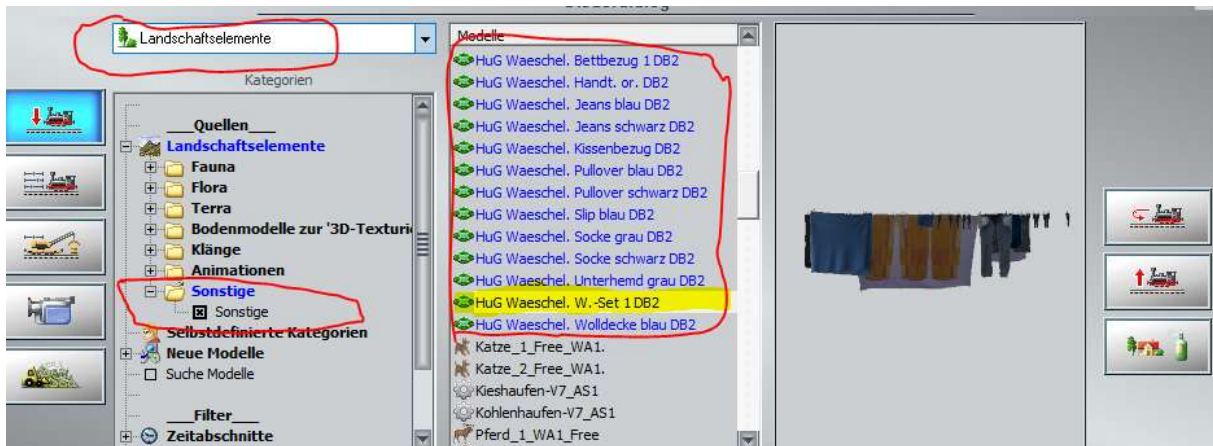 Landschaftselemente
Kategorien
___Quellen___
Landschaftselemente
Fauna
Flora
Terra
Bodenmodelle zur '3D-Texturi
Klänge
Animationen
Sonstige
Sonstige
Selbstdefinierte Kategorien
Neue Modelle
Suche Modelle
___Filter___
Zeitabschnitte
Modelle
HuG Waeschel. Bettbezug 1 DB2
HuG Waeschel. Handt. or. DB2
HuG Waeschel. Jeans blau DB2
HuG Waeschel. Jeans schwarz DB2
HuG Waeschel. Kissenbezug DB2
HuG Waeschel. Pullover blau DB2
HuG Waeschel. Pullover schwarz DB2
HuG Waeschel. Slip blau DB2
HuG Waeschel. Socke grau DB2
HuG Waeschel. Socke schwarz DB2
HuG Waeschel. Unterhemd grau DB2
HuG Waeschel. W.-Set 1 DB2
HuG Waeschel. Wolldecke blau DB2
Katze_1_Free_WA1.
Katze_2_Free_WA1.
Kieshaufen-V7_AS1
Kohlenhaufen-V7_AS1
Pferd_1_WA1_Free